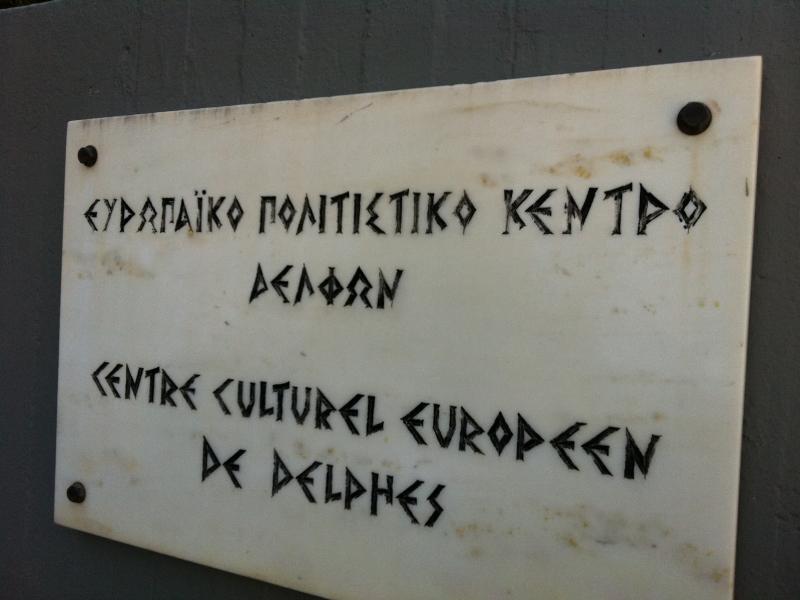 ΕΥΡΩΠΑΪΚΟ ΠΟΛΙΤΙΣΤΙΚΟ ΚΕΝΤΡΟ
ΔΕΛΦΩΝ
CENTRE CULTUREL EUROPEEN
DE DELPHES